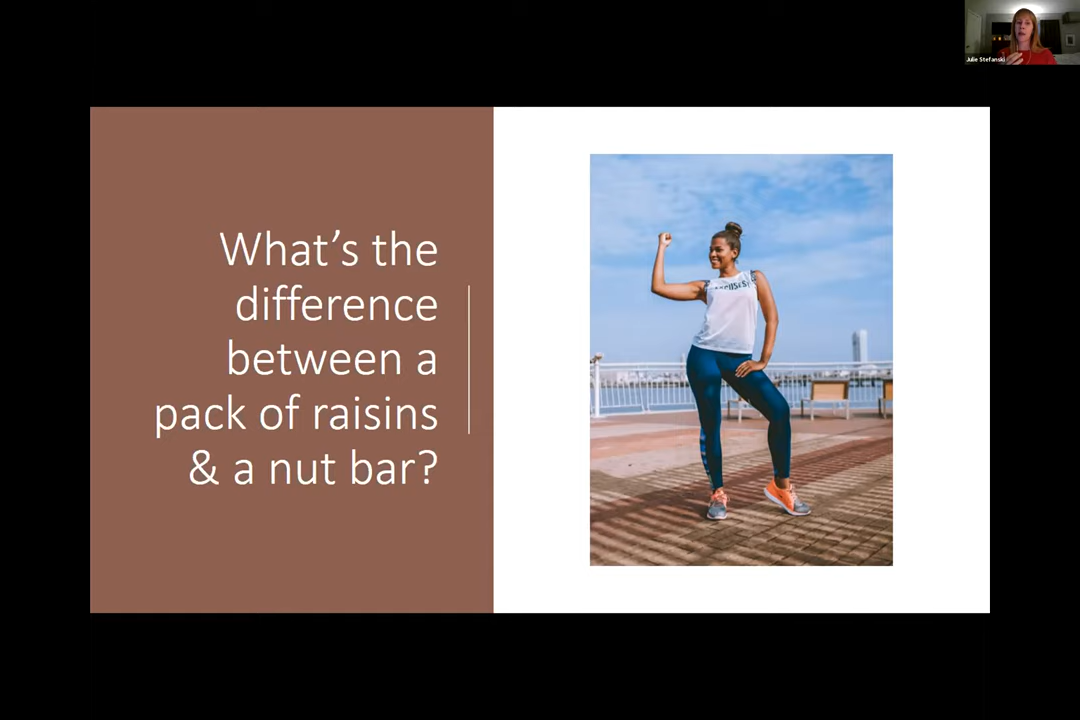 Julie Stefanski
What's the
difference
between a
pack of raisins
& a nut bar?